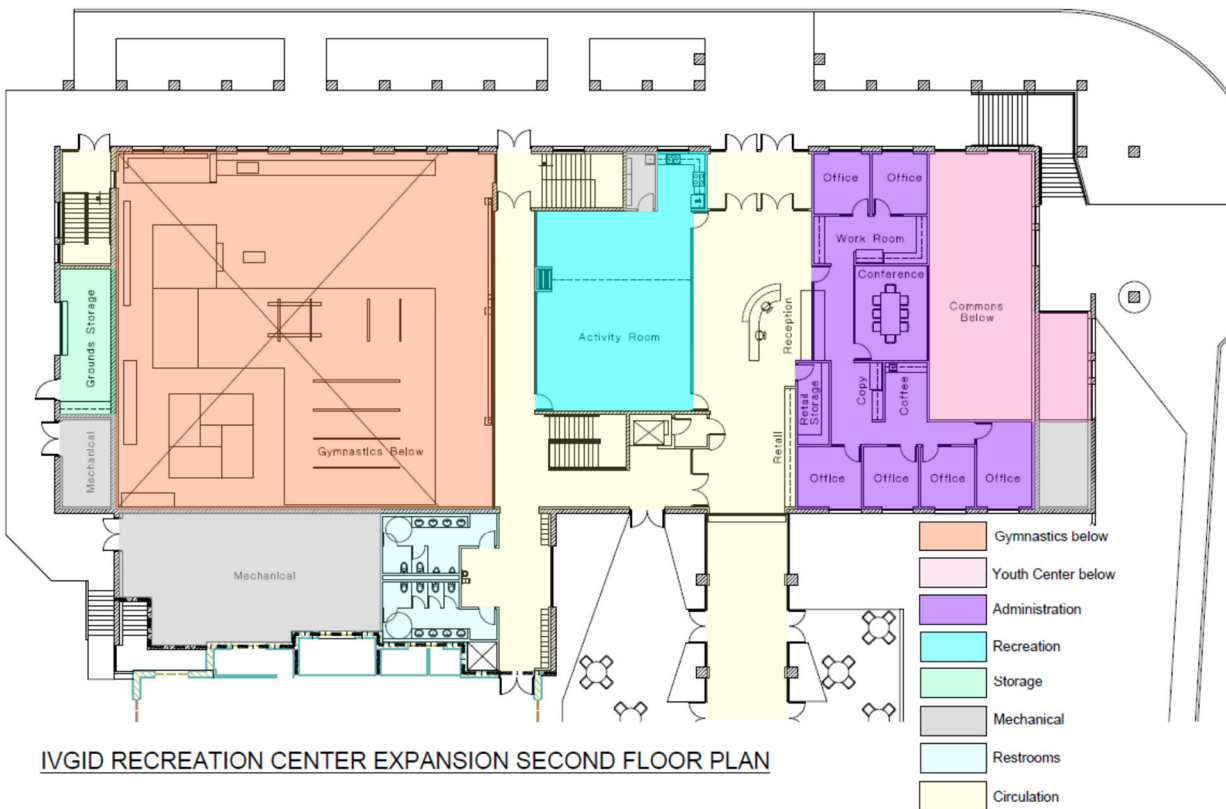 Office
Office
Work Room
Conference
Commons
Below
Grounds Storage
Activity Room
Reception
Copy
Coffee
Retail
Storage
Mechanical
Gymnastics Below
Retail
Office
Office
Office
Office
Mechanical
Gymnastics below
Youth Center below
Administration
Recreation
Storage
Mechanical
Restrooms
Circulation
IVGID RECREATION CENTER EXPANSION SECOND FLOOR PLAN